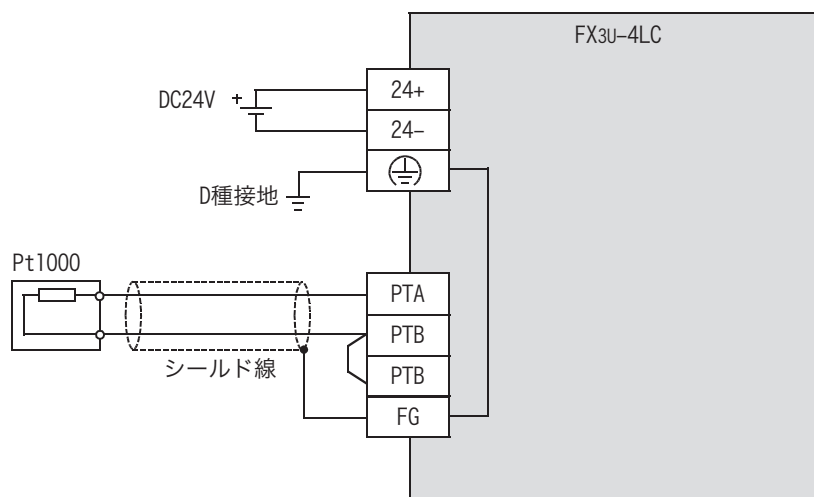 FX3U-4LC
24+
DC24V +
24-
D種接地
Pt1000
PTA
PTB
シールド線
PTB
FG